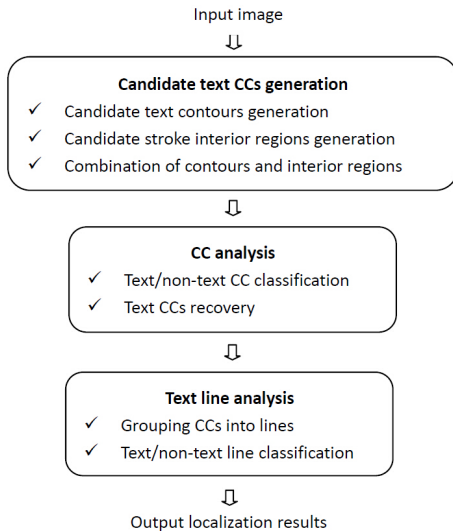 Input image
Candidate text CCs generation
✓ Candidate text contours generation
✓ Candidate stroke interior regions generation
✓ Combination of contours and interior regions
CC analysis
✓ Text/non-text CC classification
✓ Text CCs recovery
Text line analysis
✓ Grouping CCs into lines
✓ Text/non-text line classification
Output localization results